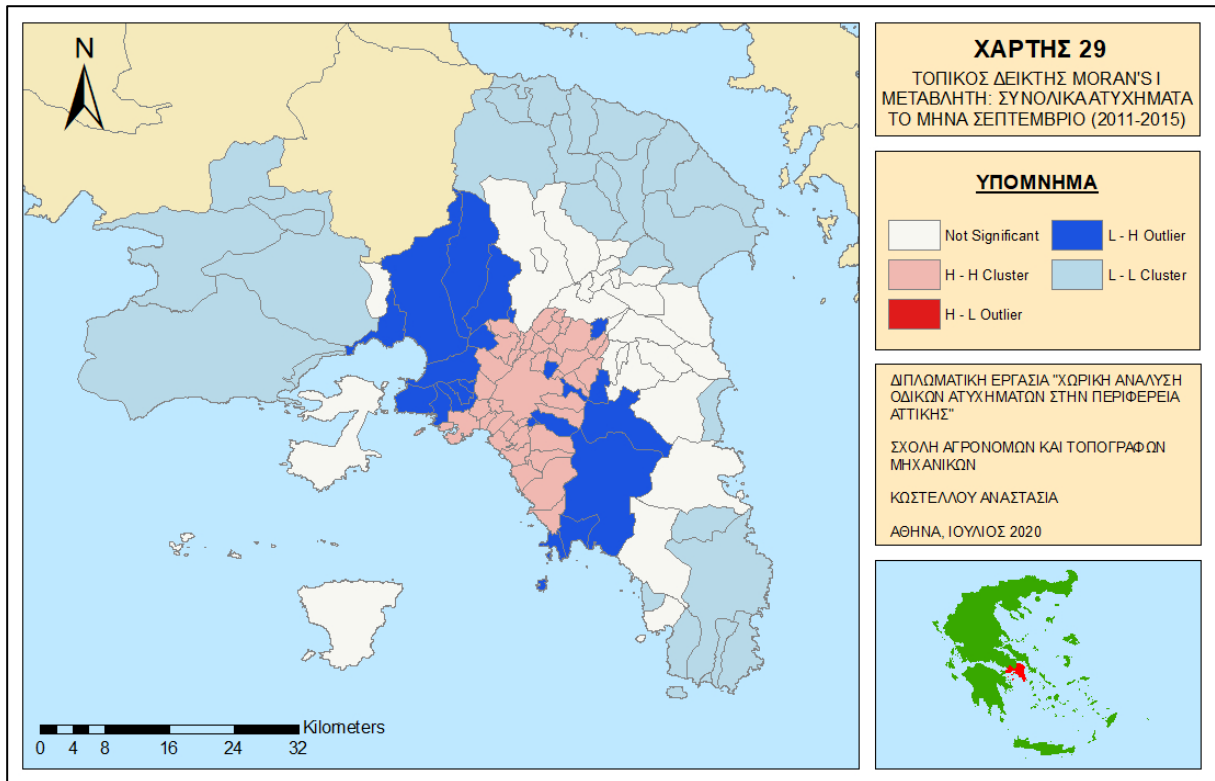 N
Kilometers
0 2 4 8 16 24 32
ΧΑΡΤΗΣ 29
ΤΟΠΙΚΟΣ ΔΕΙΚΤΗΣ MORAN'S I
ΜΕΤΑΒΛΗΤΗ: ΣΥΝΟΛΙΚΑ ΑΤΥΧΗΜΑΤΑ
ΤΟ ΜΗΝΑ ΣΕΠΤΕΜΒΡΙΟ (2011-2015)
ΥΠΟΜΝΗΜΑ
Not Significant
L - H Outlier
H - H Cluster
L - L Cluster
H - L Outlier
ΔΙΠΛΩΜΑΤΙΚΗ ΕΡΓΑΣΙΑ "ΧΩΡΙΚΗ ΑΝΑΛΥΣΗ
ΟΔΙΚΩΝ ΑΤΥΧΗΜΑΤΩΝ ΣΤΗΝ ΠΕΡΙΦΕΡΕΙΑ
ΑΤΤΙΚΗΣ"
ΣΧΟΛΗ ΑΓΡΟΝΟΜΩΝ ΚΑΙ ΤΟΠΟΓΡΑΦΩΝ
ΜΗΧΑΝΙΚΩΝ
ΚΩΣΤΕΛΛΟΥ ΑΝΑΣΤΑΣΙΑ
ΑΘΗΝΑ, ΙΟΥΛΙΟΣ 2020